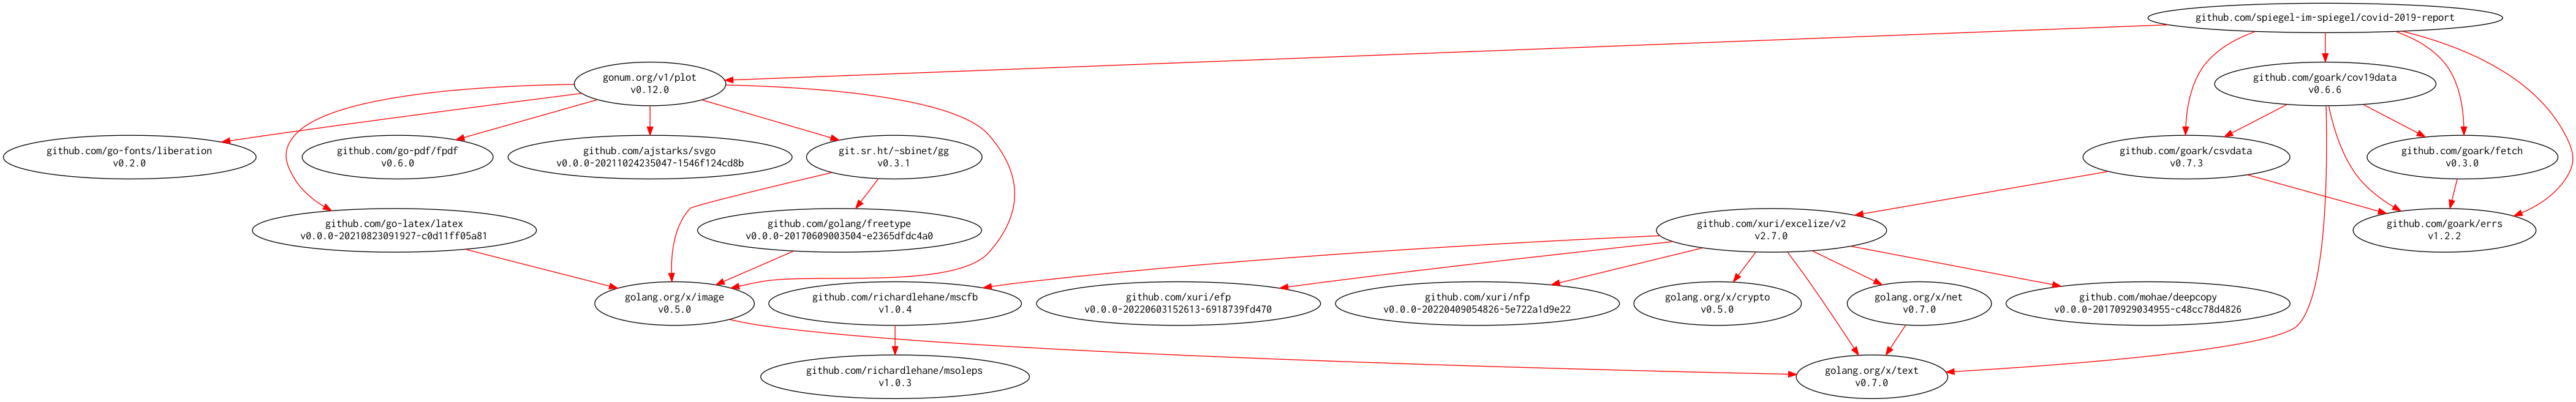 github.com/spiegel-im-spiegel/covid-2019-report
gonum.org/v1/plot
v0.12.0
github.com/goark/cov19data
v0.6.6
github.com/go-fonts/liberation
v0.2.0
github.com/go-pdf/fpdf
v0.6.0
github.com/ajstarks/svgo
v0.0.0-20211024235047-1546f124cd8b
git.sr.ht/~sbinet/gg
v0.3.1
github.com/goark/csvdata
v0.7.3
github.com/goark/fetch
v0.3.0
github.com/go-latex/latex
v0.0.0-20210823091927-c0d11ff05a81
github.com/golang/freetype
v0.0.0-20170609003504-e2365dfdc4a0
github.com/xuri/excelize/v2
v2.7.0
github.com/goark/errs
v1.2.2
golang.org/x/image
v0.5.0
github.com/richardlehane/mscfb
v1.0.4
github.com/xuri/efp
v0.0.0-20220603152613-6918739fd470
github.com/xuri/nfp
v0.0.0-20220409054826-5e722a1d9e22
golang.org/x/crypto
v0.5.0
golang.org/x/net
v0.7.0
github.com/mohae/deepcopy
v0.0.0-20170929034955-c48cc78d4826
github.com/richardlehane/msoleps
v1.0.3
golang.org/x/text
v0.7.0